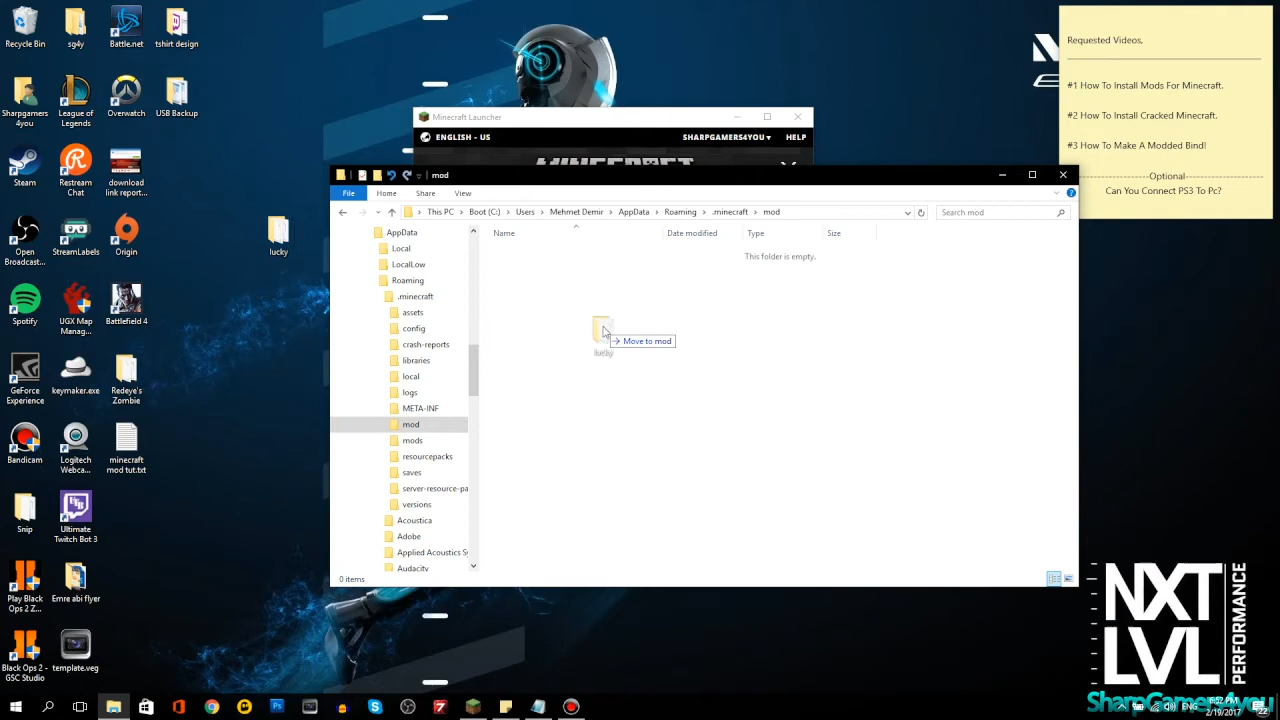 Recycle Bin
sg4y
Battle.net
tshirt design
Sharpgamers
4you
League of
Legends
Overwatch
USB Backup
Steam
Restream
Chat
download
link exper...
lucky
Open
Broadcast...
StreamLabels
Origin
Spotify
UGX Map
Manag...
Battlefield 4
GeForce
Experience
keymaker.exe
Redeye's
Zombie
Bandicam
Logitech
Webca...
minecraft
mod tut.txt
Snip
Ultimate
Twitch Bot 3
Play Black
Ops 2 Z...
Emre abi flyer
Black Ops 2 -
GSC Studio
template.veg
Requested Videos,
#1 How To Install Mods For Minecraft.
#2 How To Install Cracked Minecraft.
#3 How To Make A Modded Bind!
-Optional-
Can You Connect PS3 To Pc?
Minecraft Launcher
ENGLISH - US
SHARPGAMERS4YOU
HELP
mod
File
Home
Share
View
This PC
Boot (C:)
Users
Mehmet Demir
AppData
Roaming
.minecraft
mod
Search mod
Name
Date modified
Type
Size
This folder is empty.
AppData
Local
LocalLow
Roaming
.minecraft
assets
config
crash-reports
libraries
local
logs
META-INF
mod
mods
resourcepacks
saves
server-resource-pa
versions
Acoustica
Adobe
Applied Acoustics Sy
Audacity
Move to mod
lucky
0 items
NXT
LVL
PERFORMANCE
SharpGamer4you
ENG
6:52 PM
2/19/2017
22